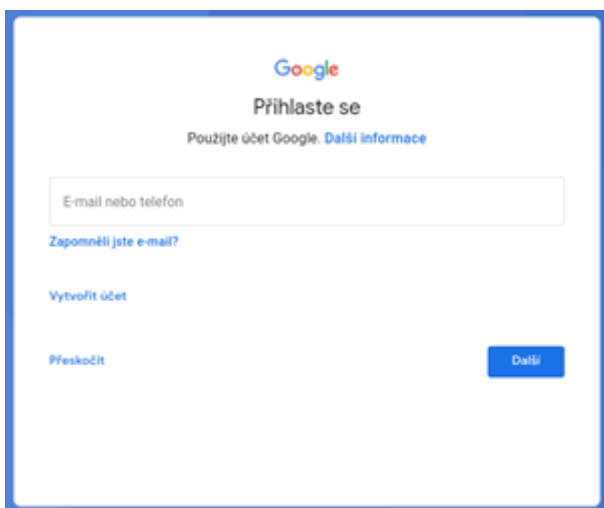 Google
Přihlaste se
Použijte účet Google. Další informace
E-mail nebo telefon
Zapomněli jste e-mail?
Vytvořit účet
Přeskočit
Další